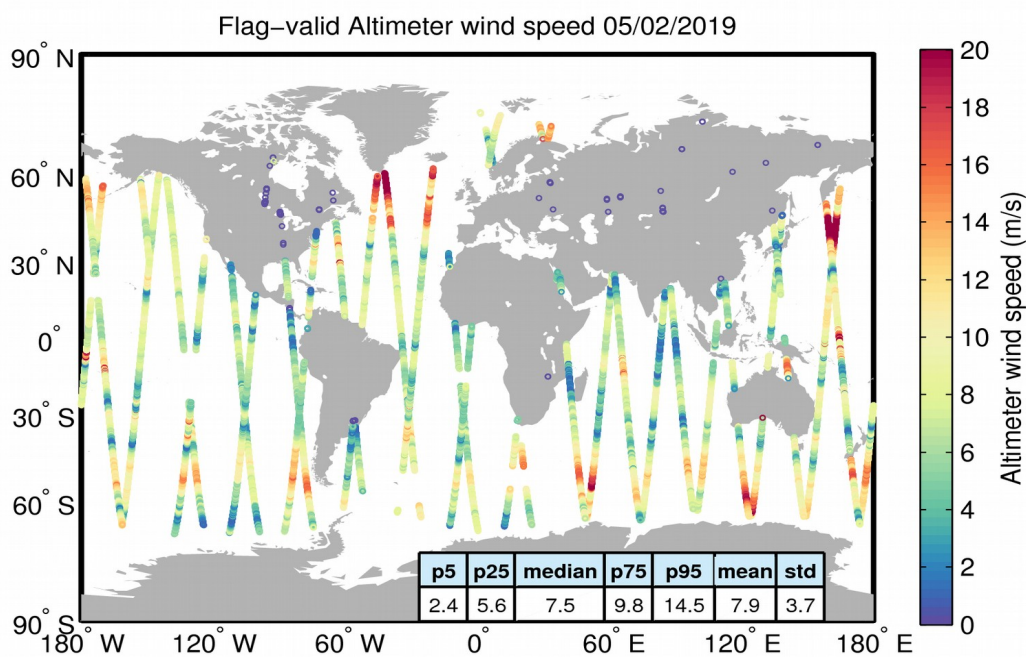 Flag−valid Altimeter wind speed 05/02/2019
90° N
60° N
30° N
0°
30° S
60° S
90° S
180° W
120° W
60° W
0°
60° E
120° E
180° E
p5 p25 median p75 p95 mean std
2.4 5.6 7.5 9.8 14.5 7.9 3.7
20
18
16
14
12
10
8
6
4
2
0
Altimeter wind speed (m/s)